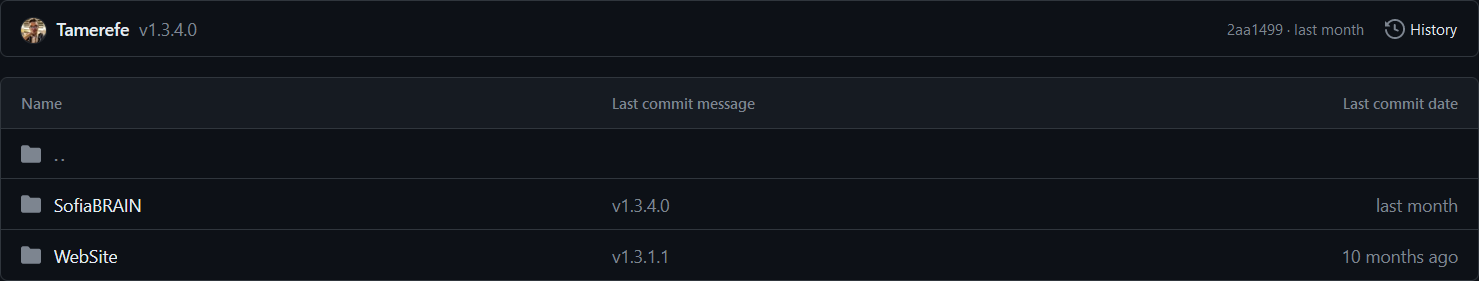 Tamerefe v1.3.4.0 2aa1499 · last month History
Name Last commit message Last commit date
..
SofiaBRAIN v1.3.4.0 last month
WebSite v1.3.1.1 10 months ago